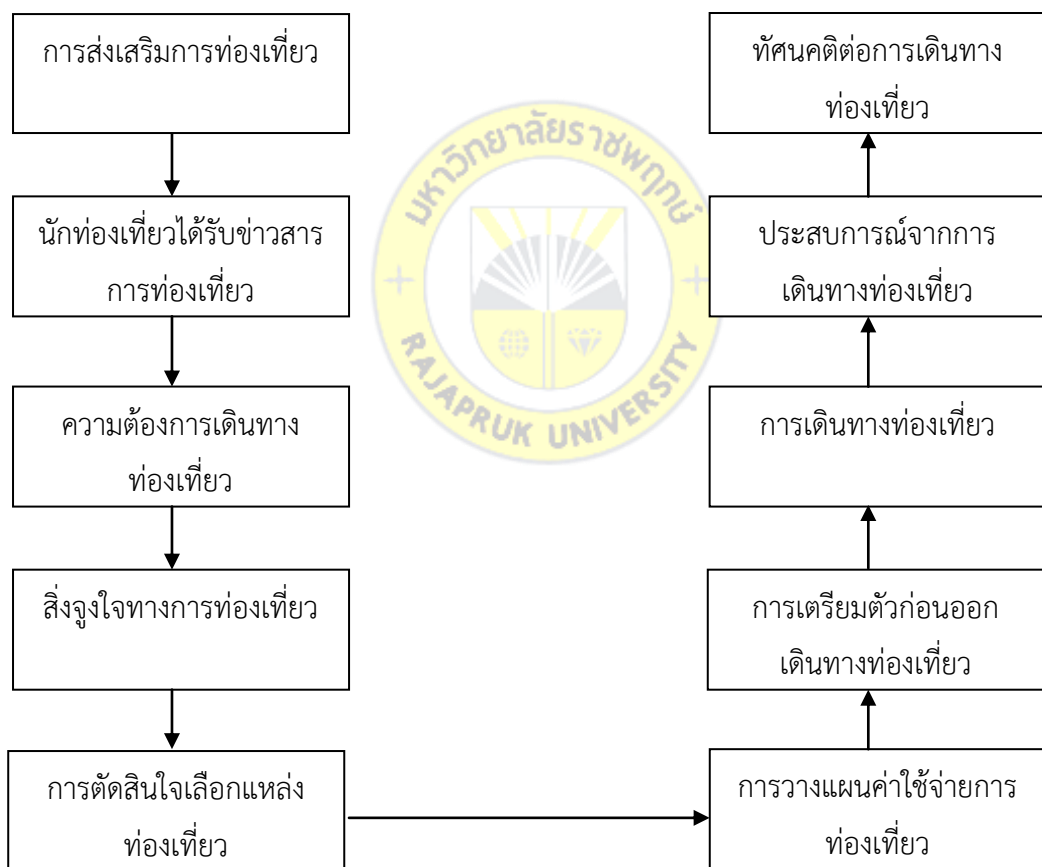 การส่งเสริมการท่องเที่ยว
นักท่องเที่ยวได้รับข่าวสาร
การท่องเที่ยว
ความต้องการเดินทาง
ท่องเที่ยว
สิ่งจูงใจทางการท่องเที่ยว
การตัดสินใจเลือกแหล่ง
ท่องเที่ยว
การวางแผนค่าใช้จ่ายการ
ท่องเที่ยว
การเตรียมตัวก่อนออก
เดินทางท่องเที่ยว
การเดินทางท่องเที่ยว
ประสบการณ์จากการ
เดินทางท่องเที่ยว
ทัศนคติต่อการเดินทาง
ท่องเที่ยว
มหาวิทยาลัยราชพฤกษ์
RAJAPRUK UNIVERSITY